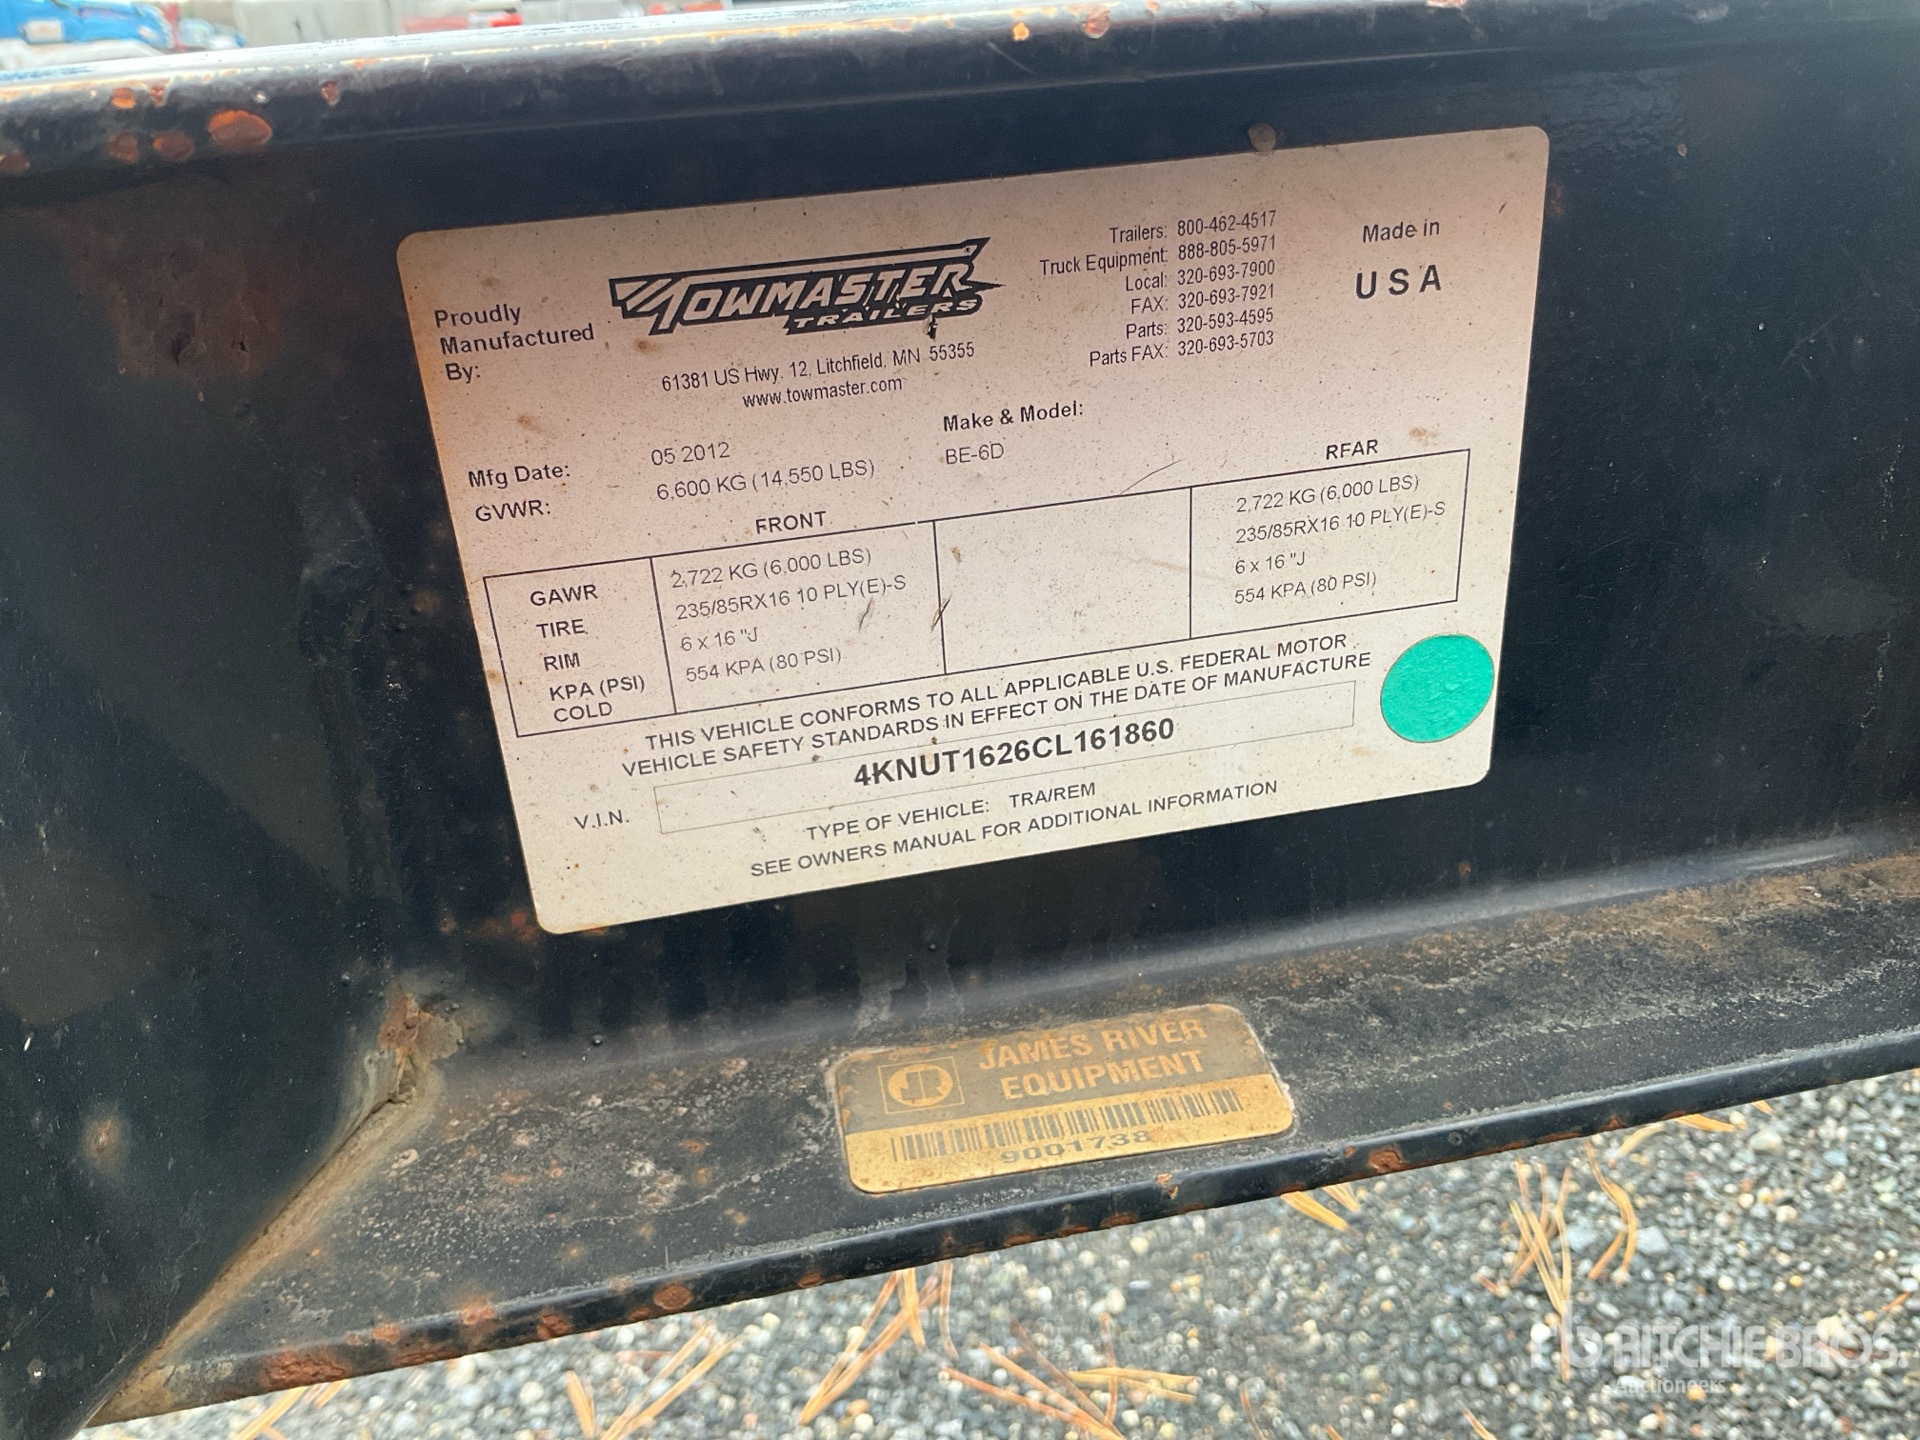 Proudly
Manufactured
By:
TOWMASTER
TRAILERS
61381 US Hwy. 12, Litchfield, MN 55355
www.towmaster.com
Trailers: 800-462-4517
Truck Equipment: 888-805-5971
Local: 320-693-7900
FAX: 320-693-7921
Parts: 320-593-4595
Parts FAX: 320-693-5703
Made in
USA
Mfg Date: 05 2012
GVWR: 6,600 KG (14,550 LBS)
Make & Model:
BE-6D
FRONT
REAR
GAWR 2,722 KG (6,000 LBS) 2,722 KG (6,000 LBS)
TIRE 235/85RX16 10 PLY(E)-S 235/85RX16 10 PLY(E)-S
RIM 6 x 16 "J 6 x 16 "J
KPA (PSI) 554 KPA (80 PSI) 554 KPA (80 PSI)
COLD
THIS VEHICLE CONFORMS TO ALL APPLICABLE U.S. FEDERAL MOTOR
VEHICLE SAFETY STANDARDS IN EFFECT ON THE DATE OF MANUFACTURE
V.I.N. 4KNUT1626CL161860
TYPE OF VEHICLE: TRA/REM
SEE OWNERS MANUAL FOR ADDITIONAL INFORMATION
JAMES RIVER
EQUIPMENT
9001738
rb RITCHIE BROS.
Auctioneers